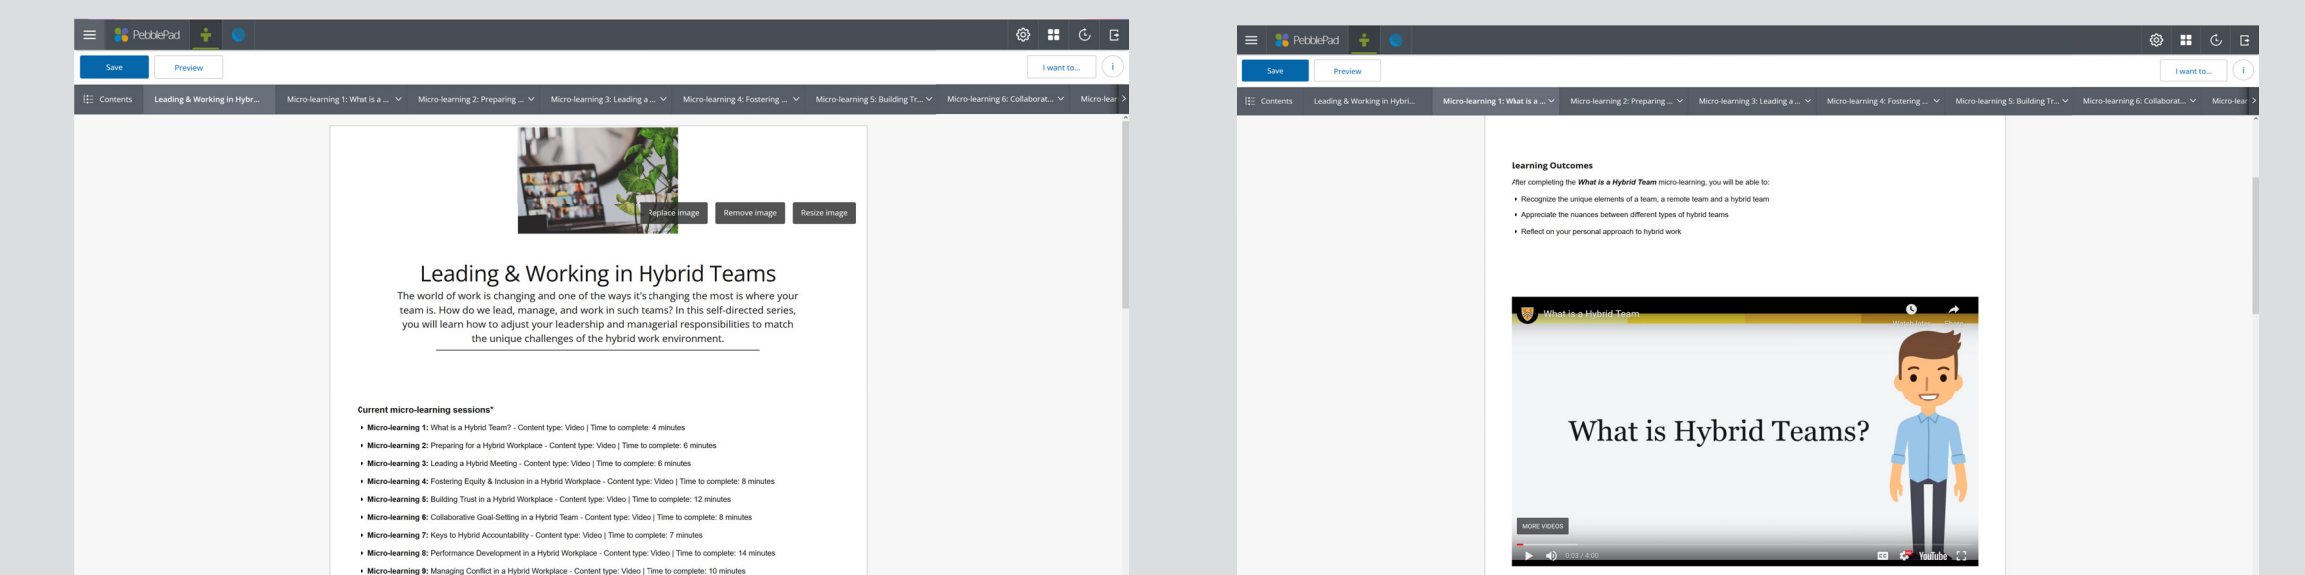 PebblePad
Save
Preview
I want to...
i
Contents
Leading & Working in Hybr...
Micro-learning 1: What is a ...
Micro-learning 2: Preparing ...
Micro-learning 3: Leading a ...
Micro-learning 4: Fostering ...
Micro-learning 5: Building Tr...
Micro-learning 6: Collaborat...
Micro-lear
Replace image
Remove image
Resize image
Leading & Working in Hybrid Teams
The world of work is changing and one of the ways it's changing the most is where your
team is. How do we lead, manage, and work in such teams? In this self-directed series,
you will learn how to adjust your leadership and managerial responsibilities to match
the unique challenges of the hybrid work environment.
Current micro-learning sessions*
Micro-learning 1: What is a Hybrid Team? - Content type: Video | Time to complete: 4 minutes
Micro-learning 2: Preparing for a Hybrid Workplace - Content type: Video | Time to complete: 6 minutes
Micro-learning 3: Leading a Hybrid Meeting - Content type: Video | Time to complete: 6 minutes
Micro-learning 4: Fostering Equity & Inclusion in a Hybrid Workplace - Content type: Video | Time to complete: 8 minutes
Micro-learning 5: Building Trust in a Hybrid Workplace - Content type: Video | Time to complete: 12 minutes
Micro-learning 6: Collaborative Goal-Setting in a Hybrid Team - Content type: Video | Time to complete: 8 minutes
Micro-learning 7: Keys to Hybrid Accountability - Content type: Video | Time to complete: 7 minutes
Micro-learning 8: Performance Development in a Hybrid Workplace - Content type: Video | Time to complete: 14 minutes
Micro-learning 9: Managing Conflict in a Hybrid Workplace - Content type: Video | Time to complete: 10 minutes
PebblePad
Save
Preview
I want to...
i
Contents
Leading & Working in Hybri...
Micro-learning 1: What is a ...
Micro-learning 2: Preparing ...
Micro-learning 3: Leading a ...
Micro-learning 4: Fostering ...
Micro-learning 5: Building Tr...
Micro-learning 6: Collaborat...
Micro-lear
Learning Outcomes
After completing the What is a Hybrid Team micro-learning, you will be able to:
Recognize the unique elements of a team, a remote team and a hybrid team
Appreciate the nuances between different types of hybrid teams
Reflect on your personal approach to hybrid work
What is a Hybrid Team
Watch later
Share
What is Hybrid Teams?
MORE VIDEOS
0:03 / 4:00
CC
YouTube